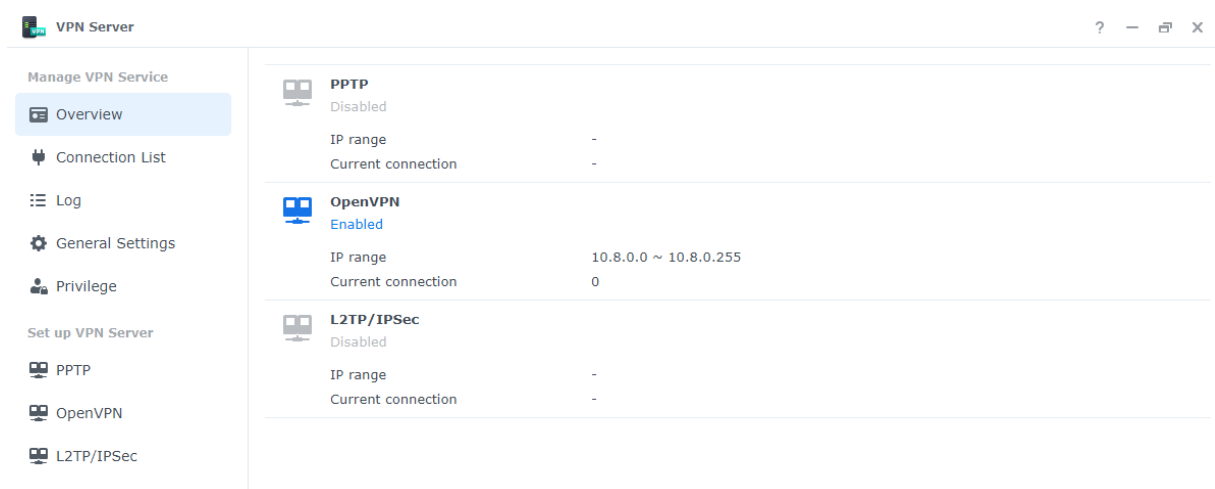 VPN Server
Manage VPN Service
Overview
Connection List
Log
General Settings
Privilege
Set up VPN Server
PPTP
OpenVPN
L2TP/IPSec
PPTP
Disabled
IP range -
Current connection -
OpenVPN
Enabled
IP range 10.8.0.0 ~ 10.8.0.255
Current connection 0
L2TP/IPSec
Disabled
IP range -
Current connection -